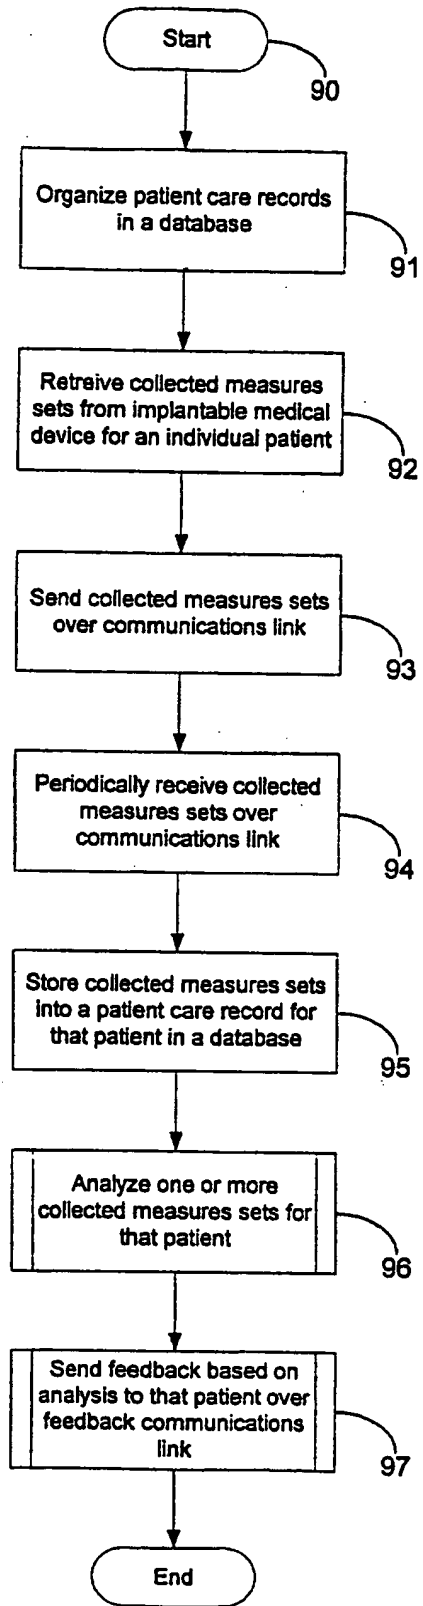 Start
90
Organize patient care records
in a database
91
Retreive collected measures
sets from implantable medical
device for an individual patient
92
Send collected measures sets
over communications link
93
Periodically receive collected
measures sets over
communications link
94
Store collected measures sets
into a patient care record for
that patient in a database
95
Analyze one or more
collected measures sets for
that patient
96
Send feedback based on
analysis to that patient over
feedback communications
link
97
End